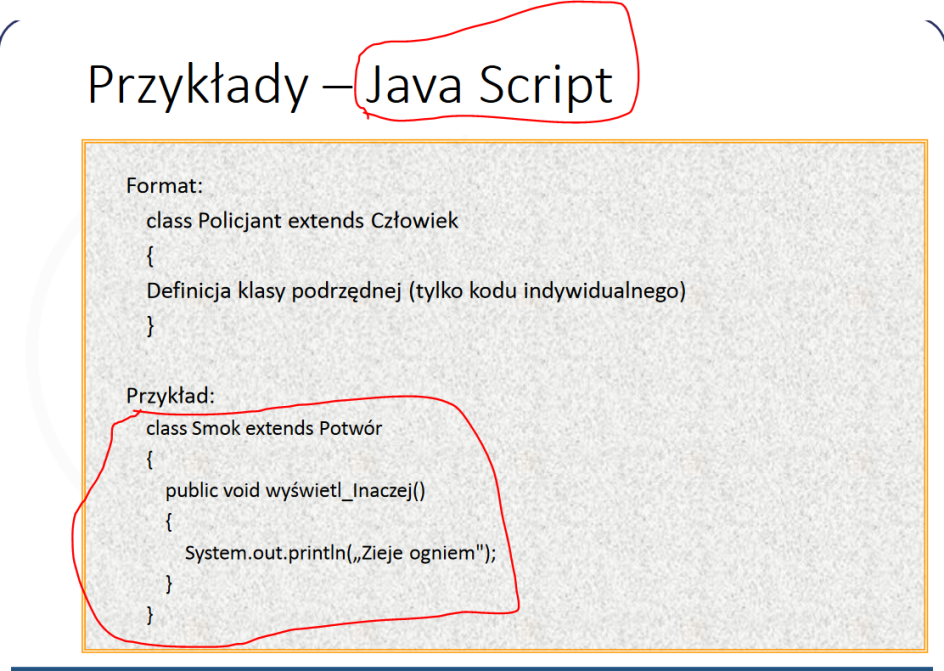 Przykłady – Java Script
Format:
class Policjant extends Człowiek
{
Definicja klasy podrzędnej (tylko kodu indywidualnego)
}
Przykład:
class Smok extends Potwór
{
public void wyświetl_Inaczej()
{
System.out.println(„Zieje ogniem");
}
}